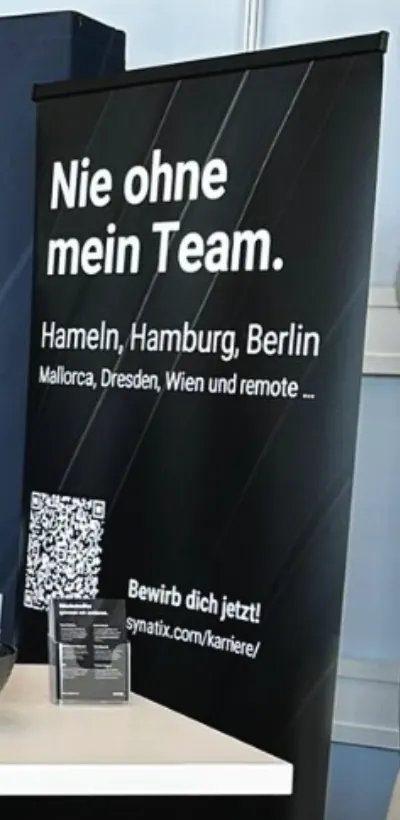 Nie ohne
mein Team.
Hameln, Hamburg, Berlin
Mallorca, Dresden, Wien und remote ...
Bewirb dich jetzt!
synatix.com/karriere/